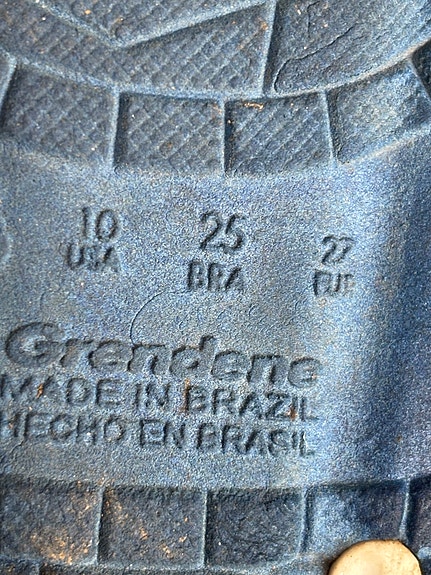 10 25 27
USA BRA EUR
Grendene
MADE IN BRAZIL
HECHO EN BRASIL